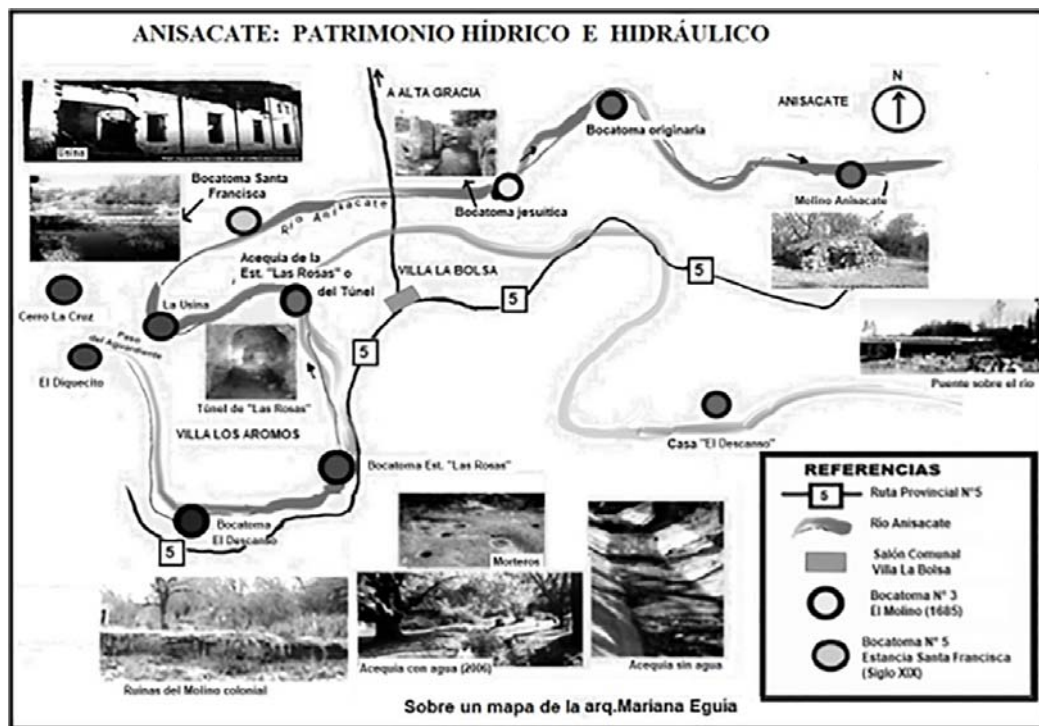 ANISACATE: PATRIMONIO HÍDRICO E HIDRÁULICO
Usina
A ALTA GRACIA
Bocatoma originaria
ANISACATE
N
Bocatoma Santa
Francisca
Río Anisacate
Bocatoma jesuítica
Molino Anisacate
Acequia de la
Est. "Las Rosas" o
del Túnel
VILLA LA BOLSA
5
5
5
5
Cerro La Cruz
La Usina
Paso
del Aguardiente
El Diquecito
Túnel de "Las Rosas"
Puente sobre el río
VILLA LOS AROMOS
Casa "El Descanso"
Bocatoma Est. "Las Rosas"
Bocatoma
El Descanso
Morteros
Ruinas del Molino colonial
Acequia con agua (2006)
Acequia sin agua
REFERENCIAS
5
Ruta Provincial N°5
Río Anisacate
Salón Comunal
Villa La Bolsa
Bocatoma N° 3
El Molino (1685)
Bocatoma N° 5
Estancia Santa Francisca
(Siglo XIX)
Sobre un mapa de la arq.Mariana Eguía